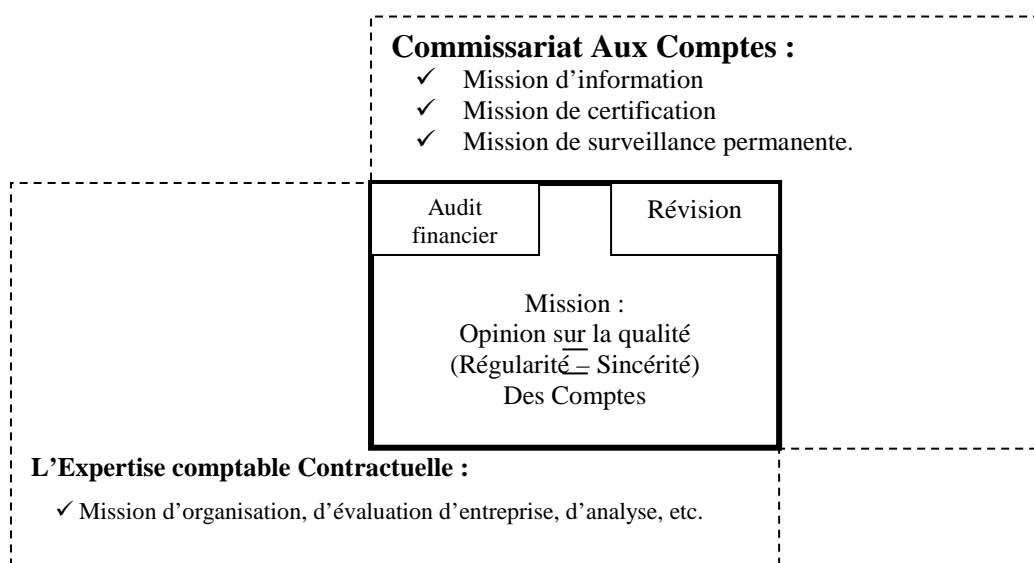 Commissariat Aux Comptes :
✓ Mission d’information
✓ Mission de certification
✓ Mission de surveillance permanente.
Audit
financier
Révision
Mission :
Opinion sur la qualité
(Régularité – Sincérité)
Des Comptes
L’Expertise comptable Contractuelle :
✓ Mission d’organisation, d’évaluation d’entreprise, d’analyse, etc.